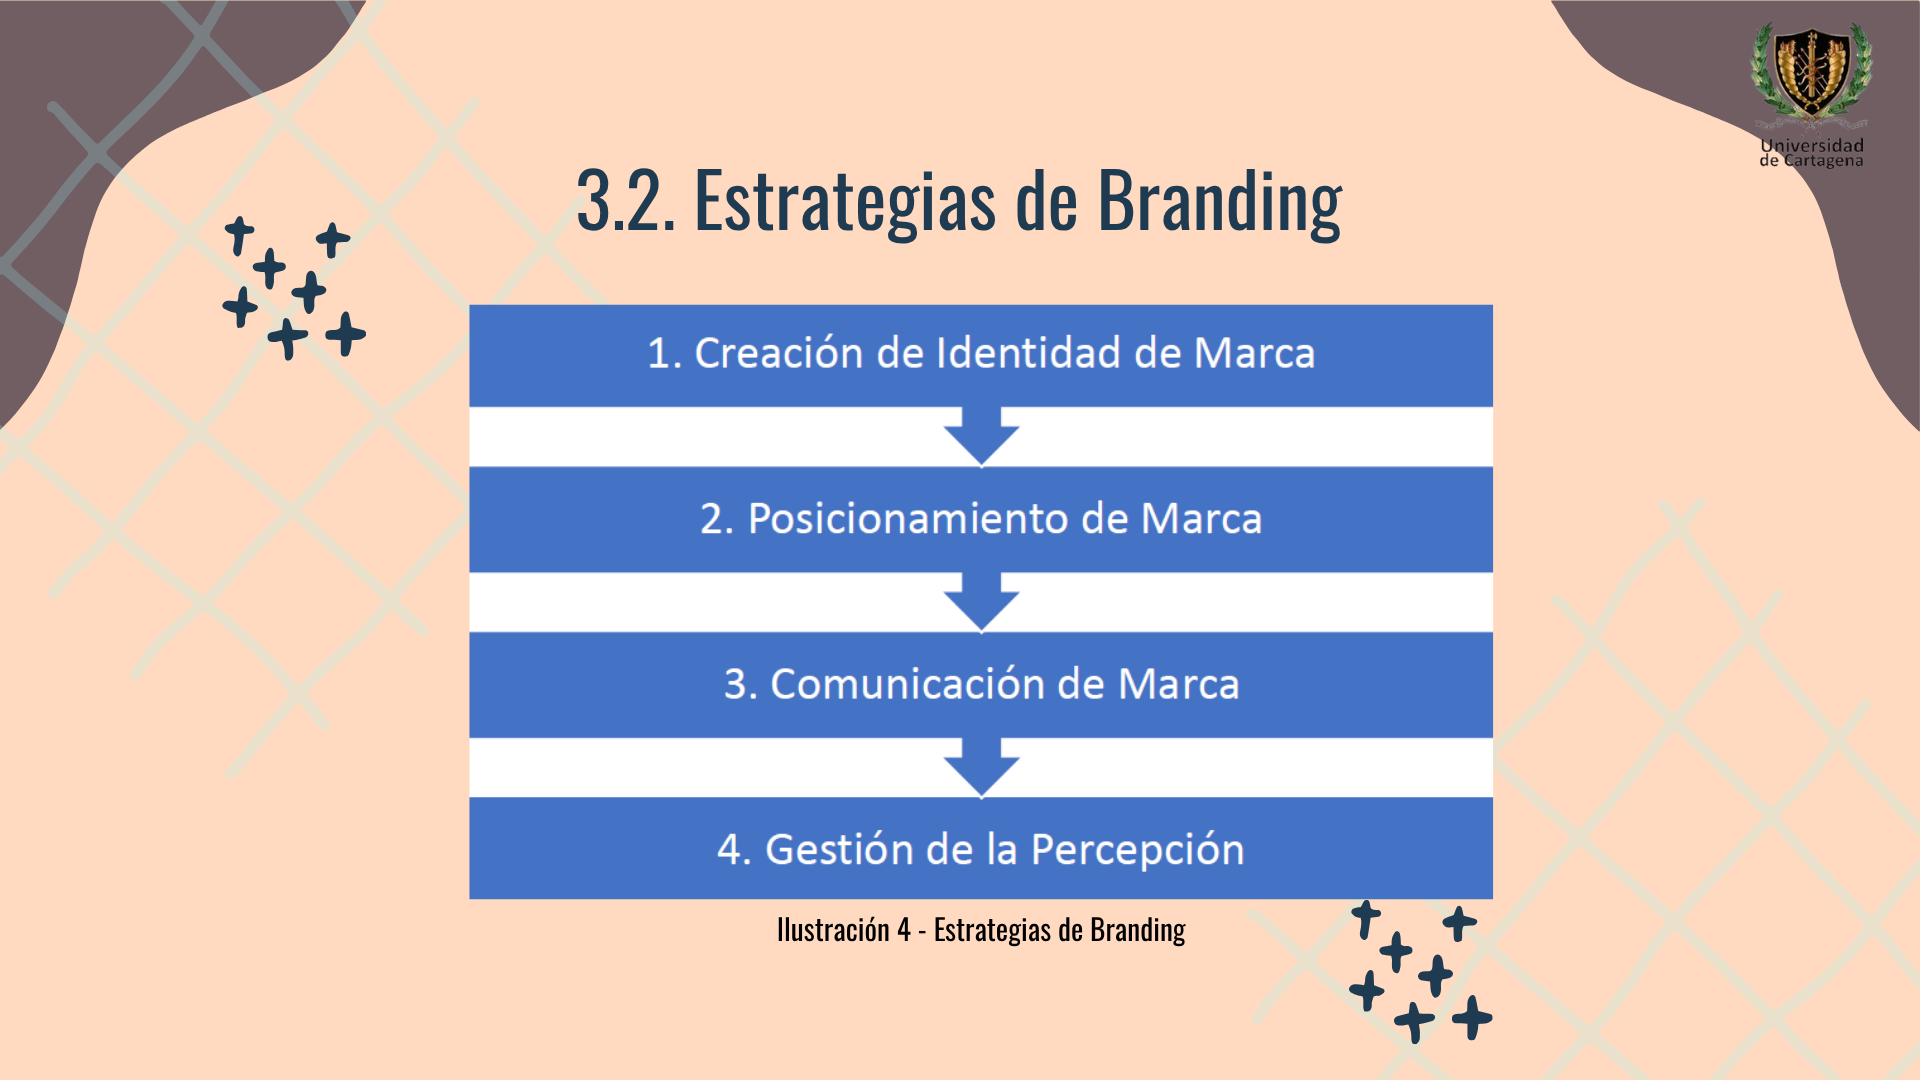 Universidad
de Cartagena
3.2. Estrategias de Branding
1. Creación de Identidad de Marca
2. Posicionamiento de Marca
3. Comunicación de Marca
4. Gestión de la Percepción
Ilustración 4 - Estrategias de Branding